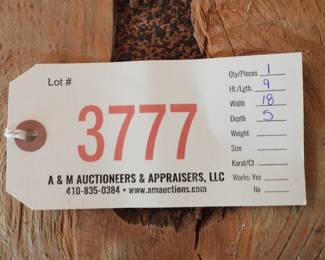 Lot #
3777
A & M AUCTIONEERS & APPRAISERS, LLC
410-835-0384 • www.amauctions.com
Qty/Pieces 1
Ht./Lgth. 9
Width 18
Depth 5
Weight
Size
Karat/Ct
Works: Yes
No